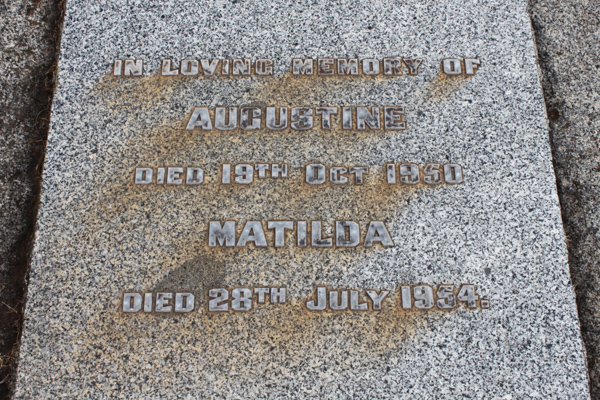 IN LOVING MEMORY OF
AUGUSTINE
DIED 19TH OCT 1950
MATILDA
DIED 28TH JULY 1954.